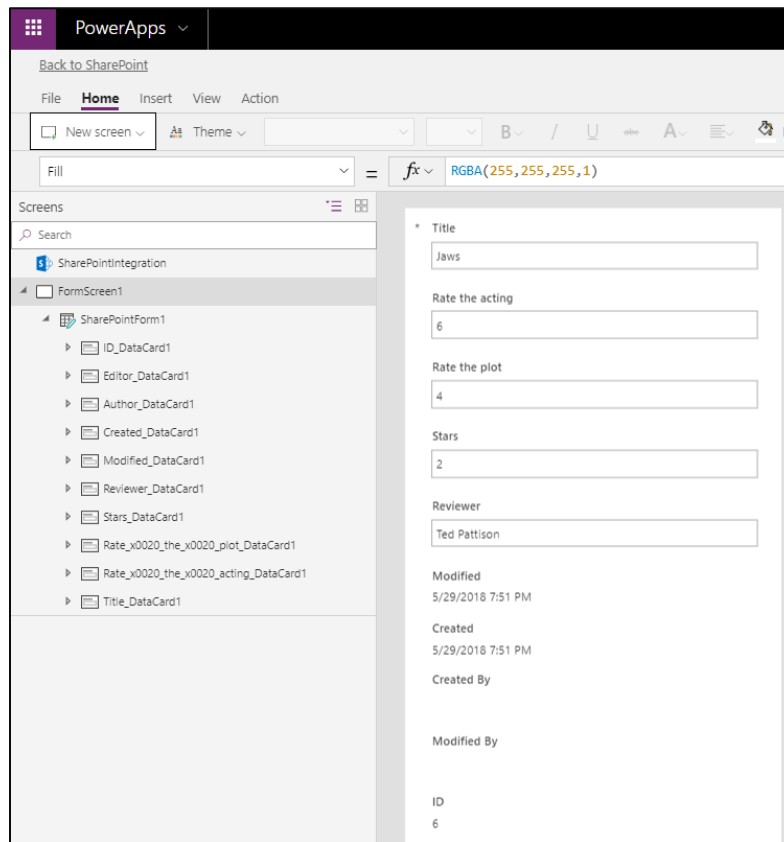 PowerApps
Back to SharePoint
File Home Insert View Action
New screen Theme B / U abc A
Fill = fx RGBA(255,255,255,1)
Screens
Search
SharePointIntegration
FormScreen1
SharePointForm1
ID_DataCard1
Editor_DataCard1
Author_DataCard1
Created_DataCard1
Modified_DataCard1
Reviewer_DataCard1
Stars_DataCard1
Rate_x0020_the_x0020_plot_DataCard1
Rate_x0020_the_x0020_acting_DataCard1
Title_DataCard1
* Title
Jaws
Rate the acting
6
Rate the plot
4
Stars
2
Reviewer
Ted Pattison
Modified
5/29/2018 7:51 PM
Created
5/29/2018 7:51 PM
Created By
Modified By
ID
6